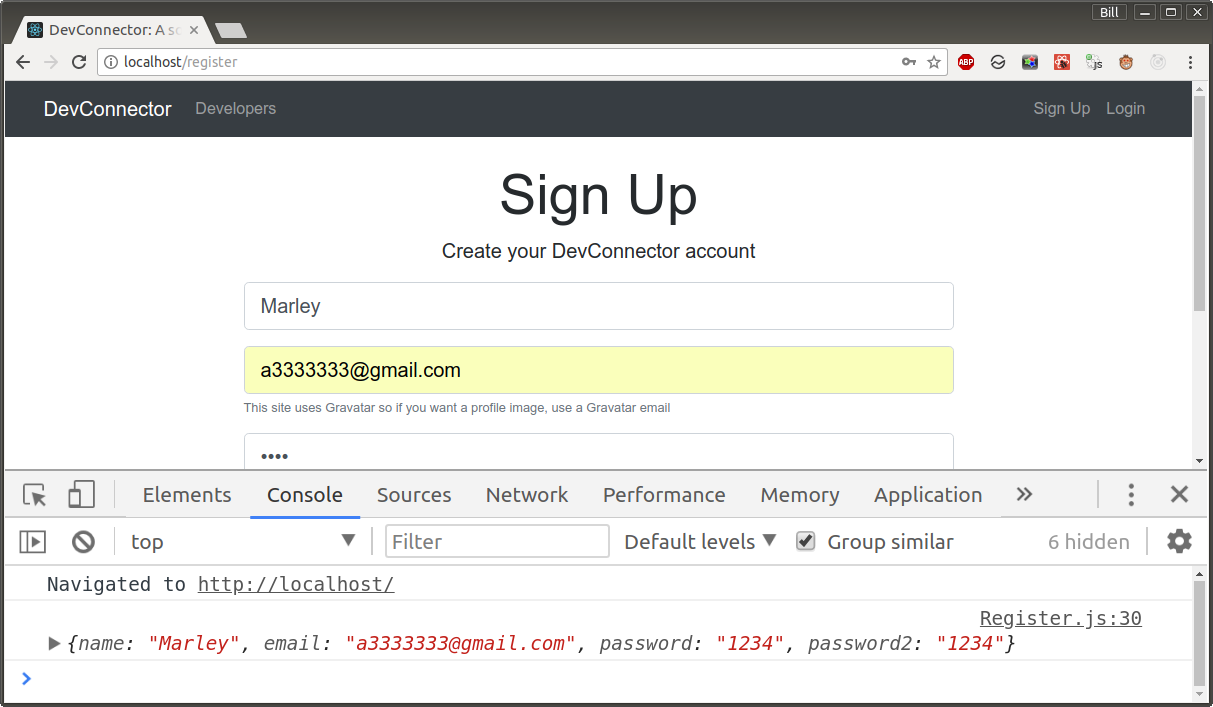 Bill
DevConnector: A so
localhost/register
ABP
js
DevConnector Developers Sign Up Login
Sign Up
Create your DevConnector account
Marley
a3333333@gmail.com
This site uses Gravatar so if you want a profile image, use a Gravatar email
••••
Elements Console Sources Network Performance Memory Application »
top Filter Default levels Group similar 6 hidden
Navigated to http://localhost/
Register.js:30
{name: "Marley", email: "a3333333@gmail.com", password: "1234", password2: "1234"}